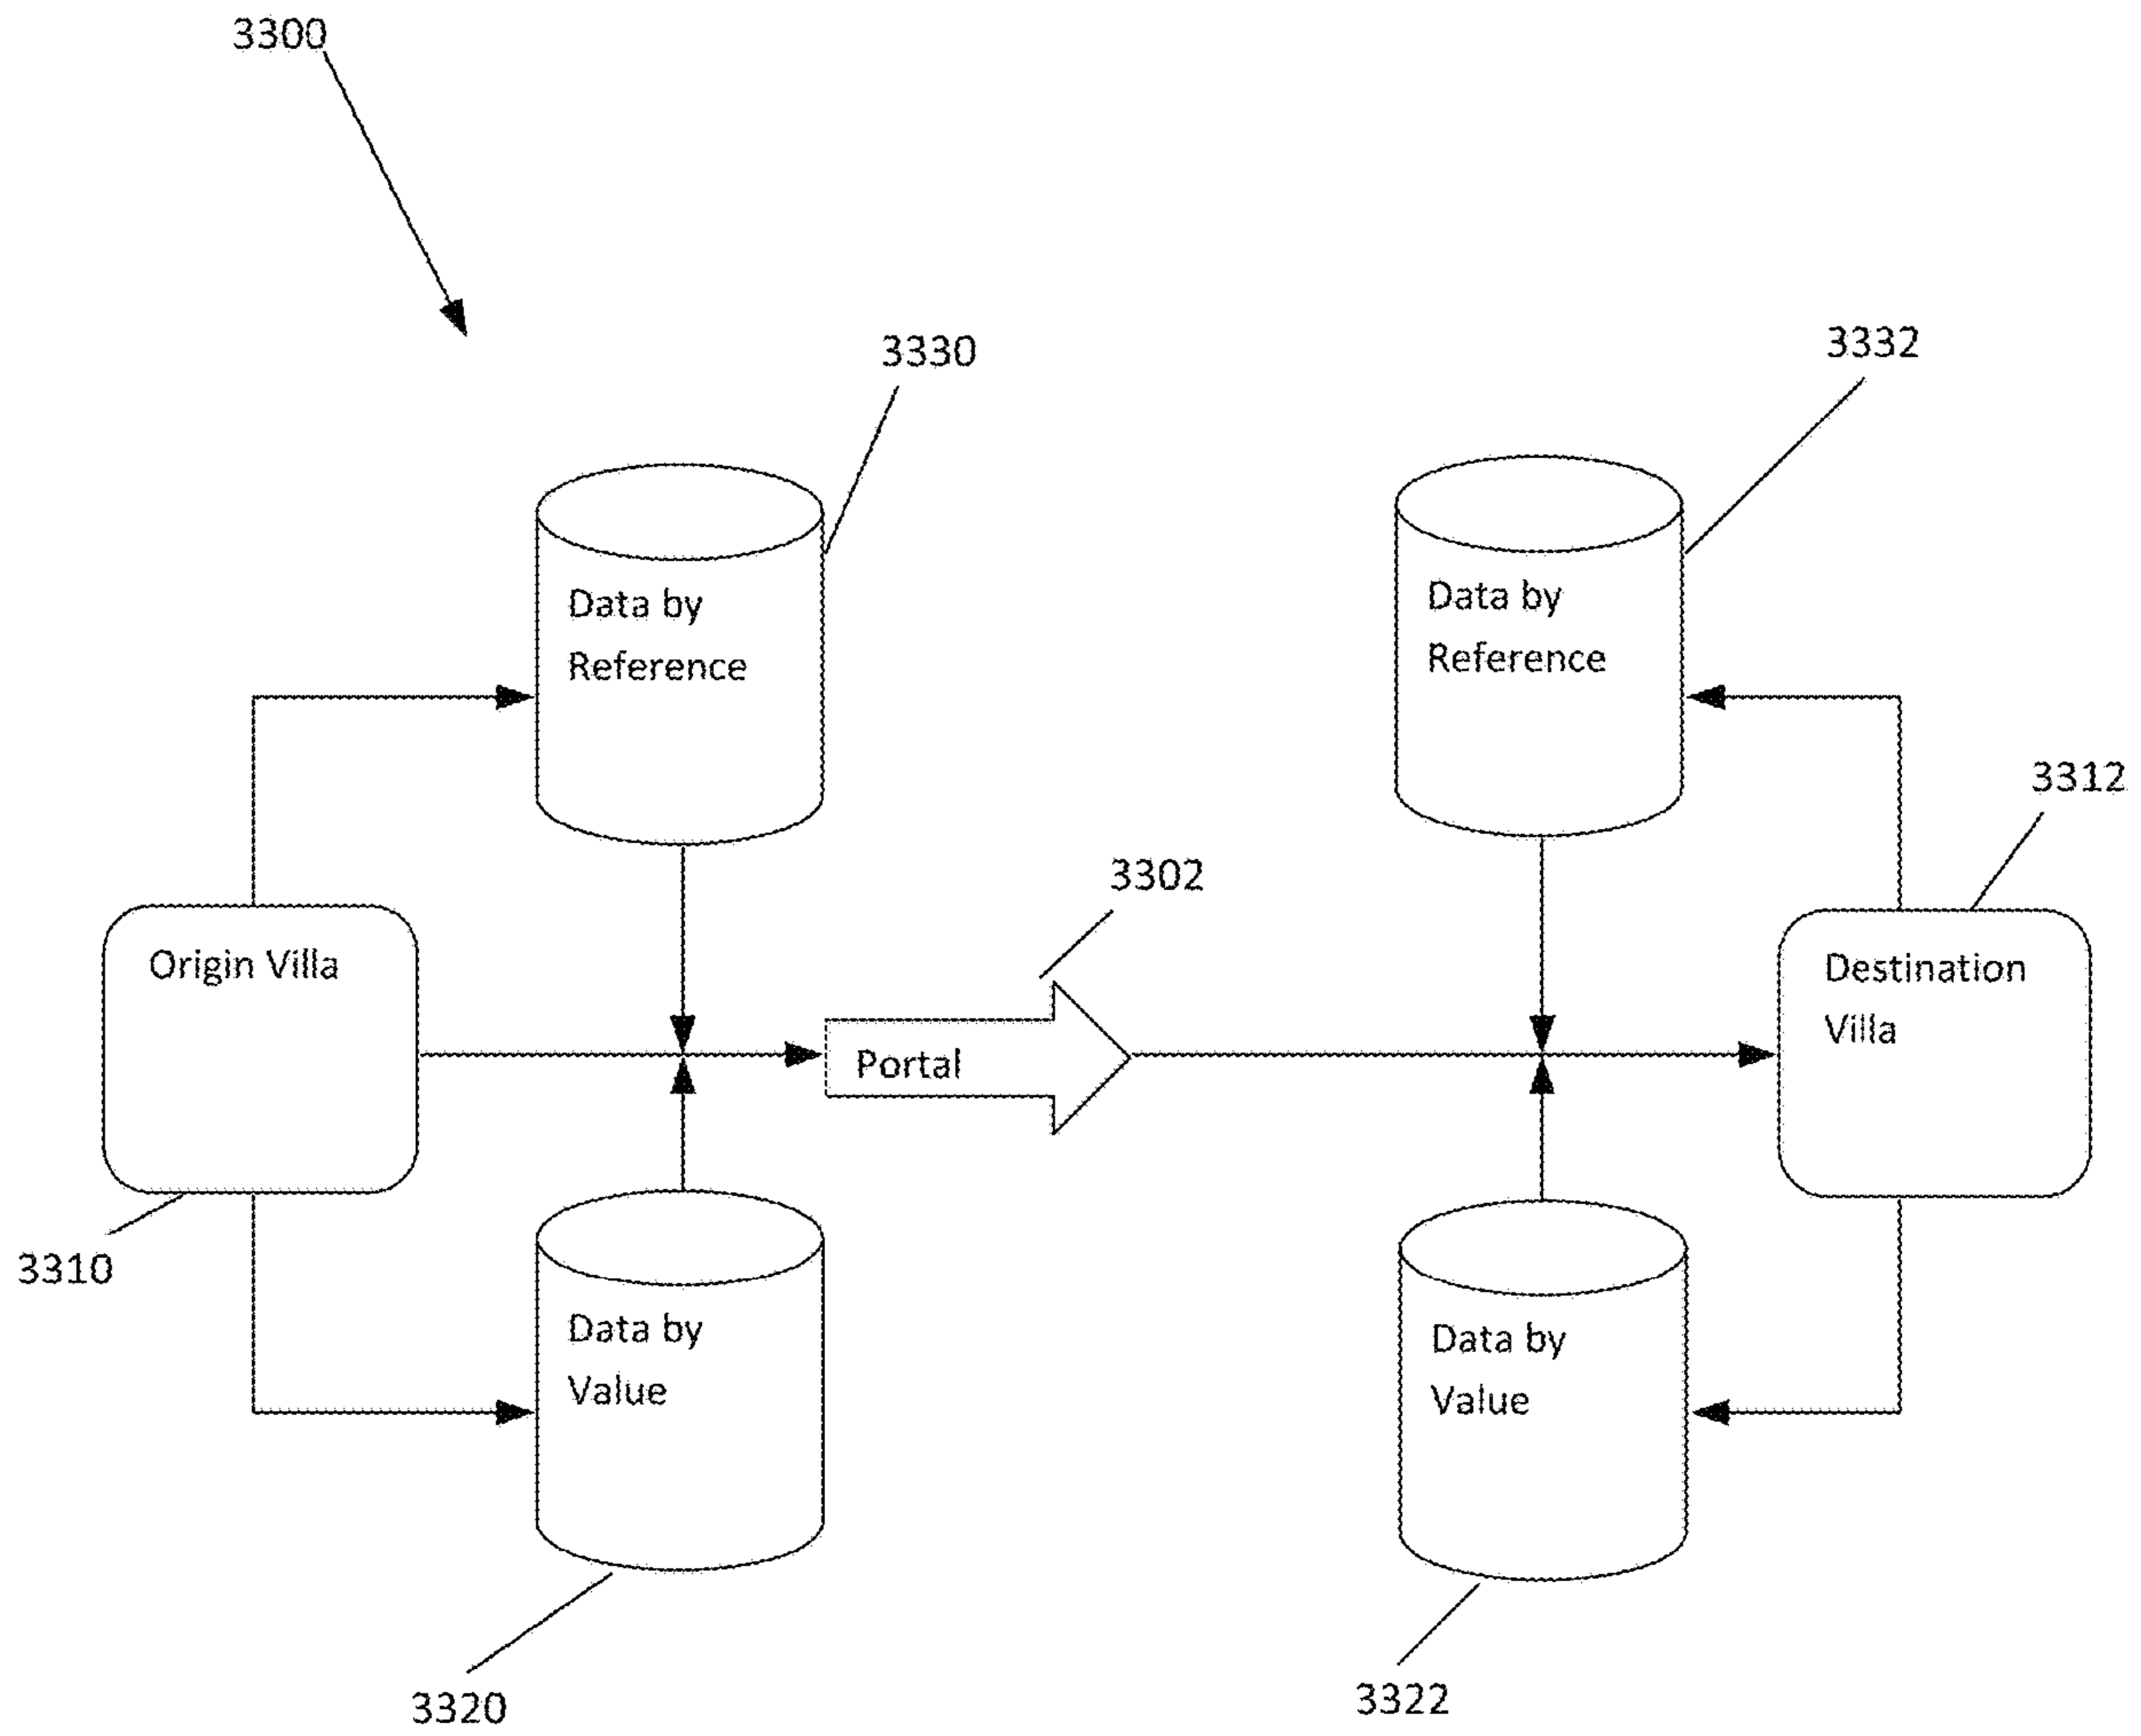 3300
3330
3332
Data by
Reference
Data by
Reference
3312
3302
Origin Villa
Destination
Villa
Portal
3310
Data by
Value
Data by
Value
3320
3322